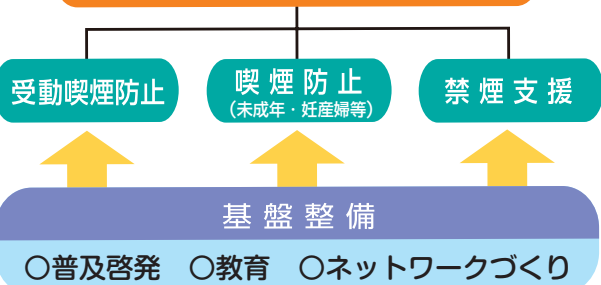 受動喫煙防止
喫煙防止
（未成年・妊産婦等）
禁煙支援
基盤整備
○普及啓発 ○教育 ○ネットワークづくり